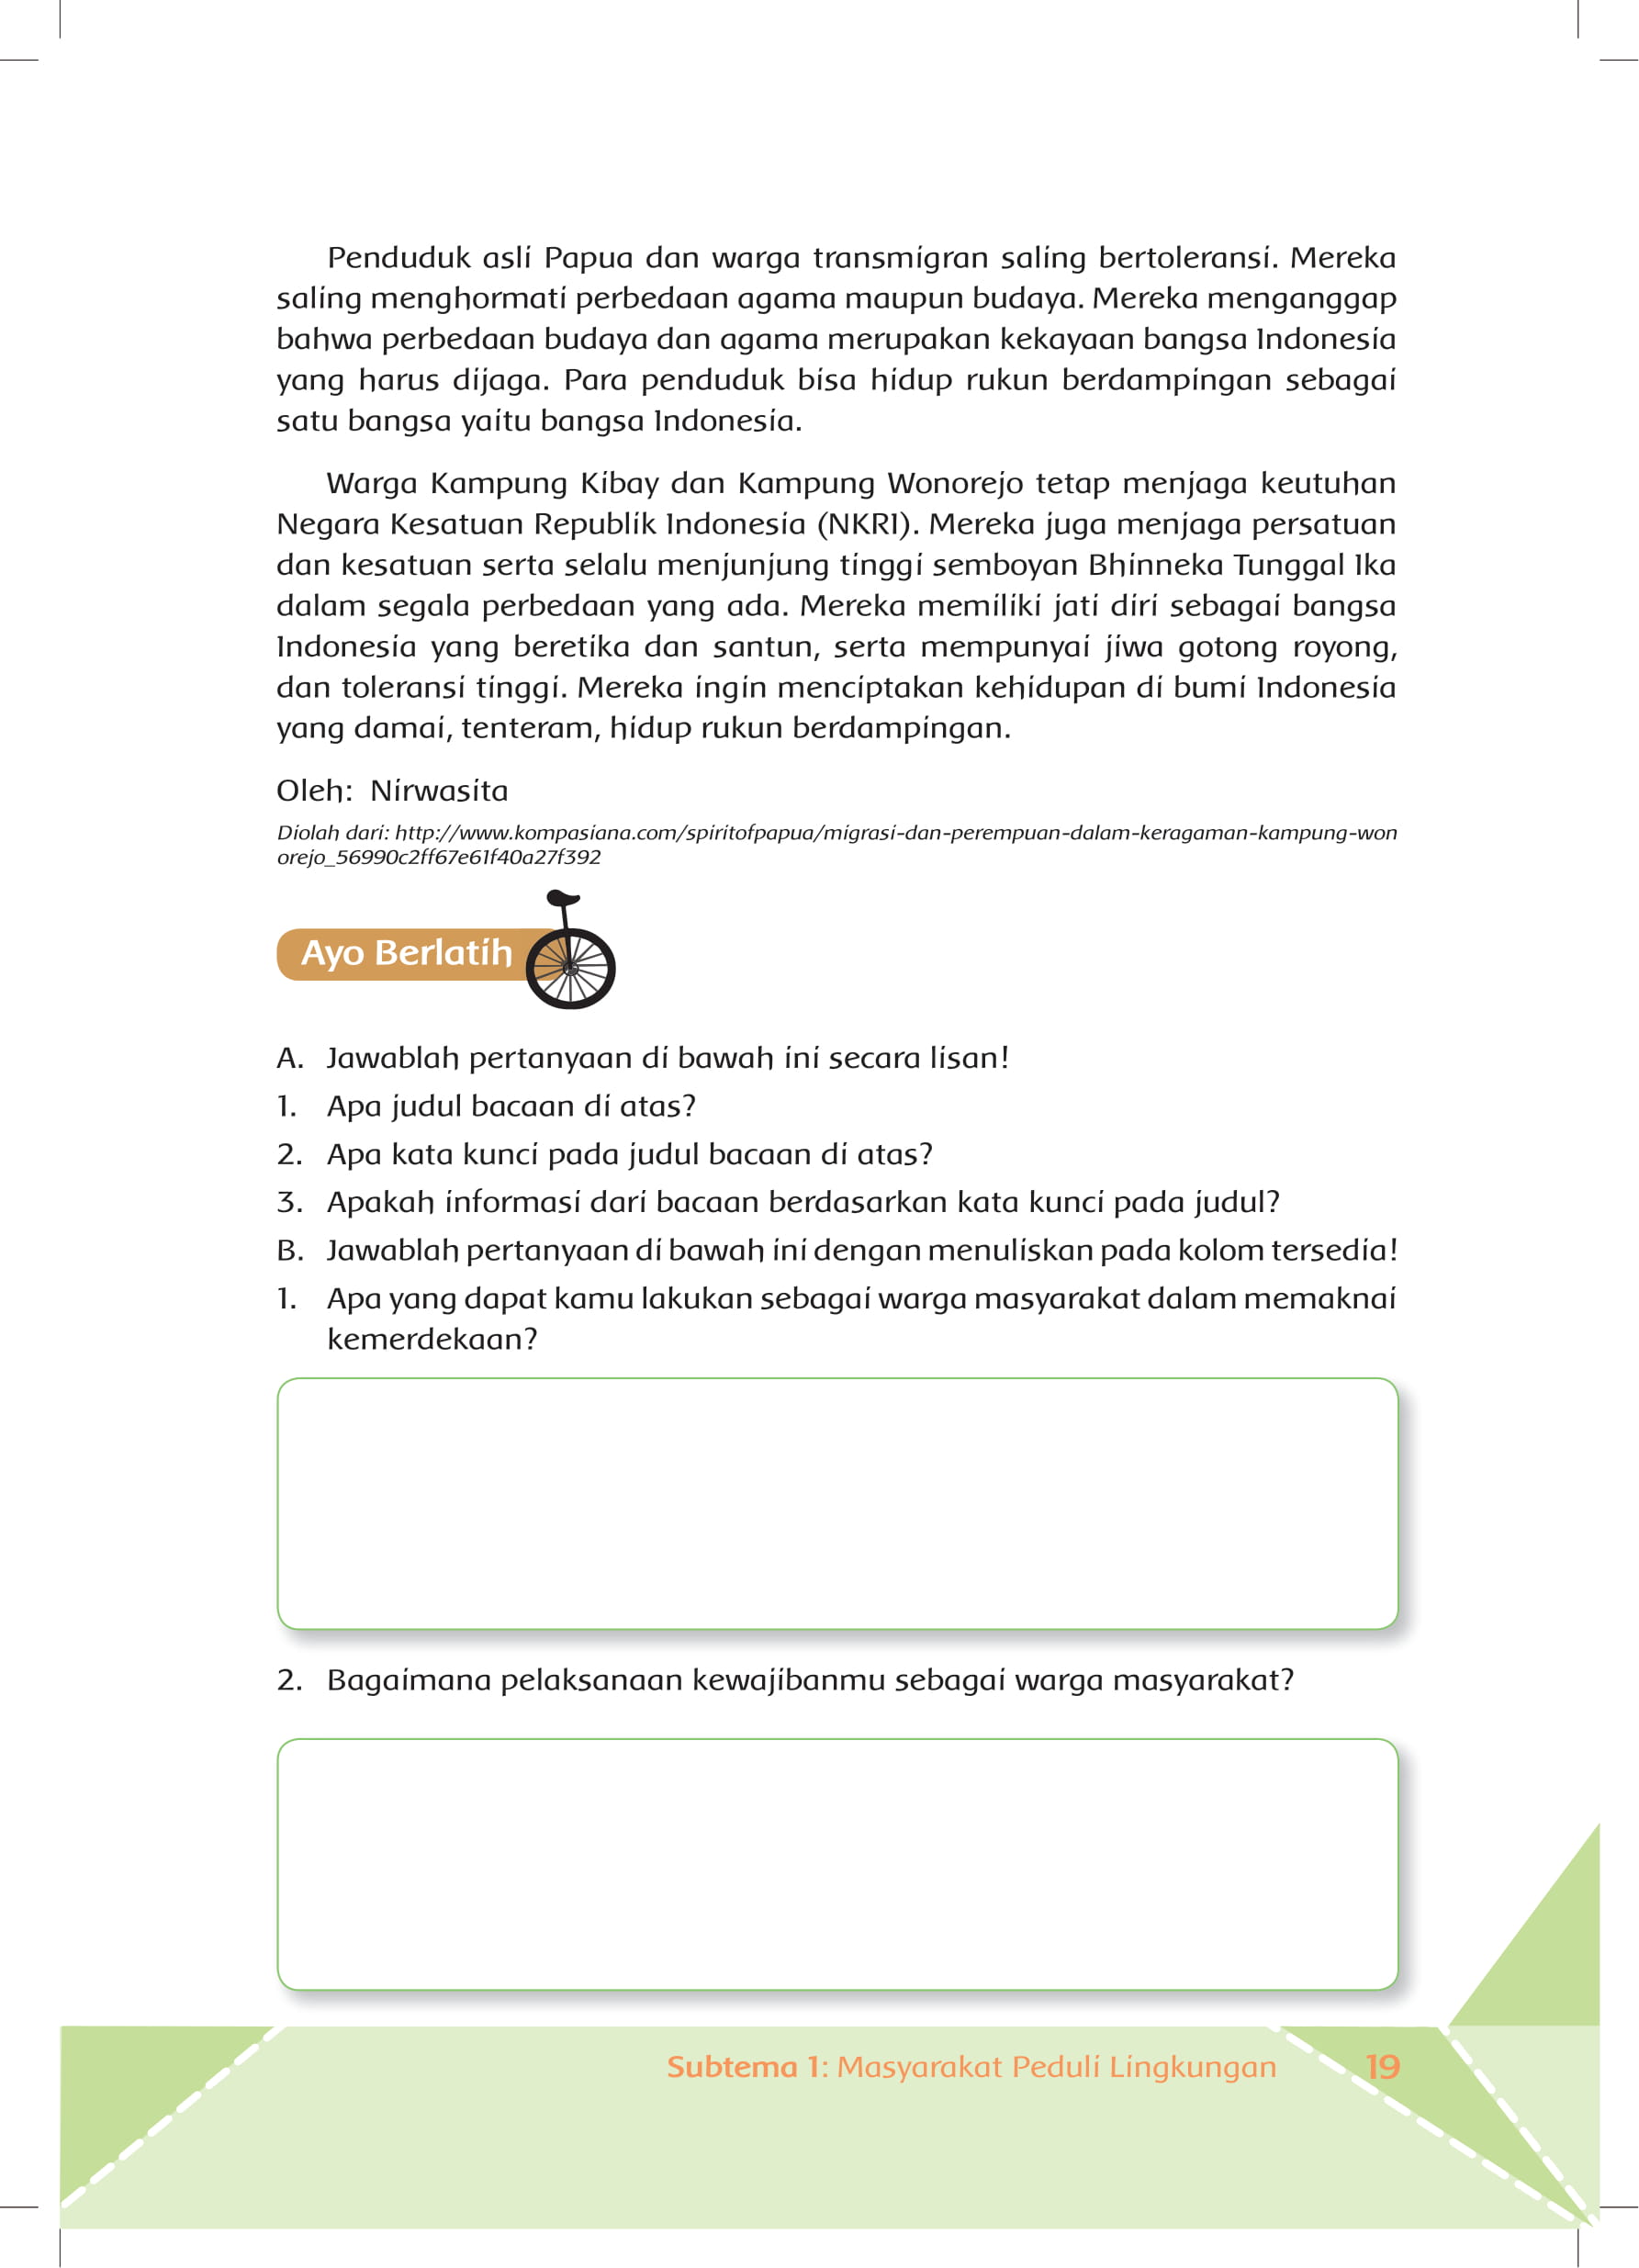 Penduduk asli Papua dan warga transmigran saling bertoleransi. Mereka
saling menghormati perbedaan agama maupun budaya. Mereka menganggap
bahwa perbedaan budaya dan agama merupakan kekayaan bangsa Indonesia
yang harus dijaga. Para penduduk bisa hidup rukun berdampingan sebagai
satu bangsa yaitu bangsa Indonesia.
Warga Kampung Kibay dan Kampung Wonorejo tetap menjaga keutuhan
Negara Kesatuan Republik Indonesia (NKRI). Mereka juga menjaga persatuan
dan kesatuan serta selalu menjunjung tinggi semboyan Bhinneka Tunggal Ika
dalam segala perbedaan yang ada. Mereka memiliki jati diri sebagai bangsa
Indonesia yang beretika dan santun, serta mempunyai jiwa gotong royong,
dan toleransi tinggi. Mereka ingin menciptakan kehidupan di bumi Indonesia
yang damai, tenteram, hidup rukun berdampingan.
Oleh: Nirwasita
Diolah dari: http://www.kompasiana.com/spiritofpapua/migrasi-dan-perempuan-dalam-keragaman-kampung-won
orejo_56990c2ff67e61f40a27f392
Ayo Berlatih
A. Jawablah pertanyaan di bawah ini secara lisan!
1. Apa judul bacaan di atas?
2. Apa kata kunci pada judul bacaan di atas?
3. Apakah informasi dari bacaan berdasarkan kata kunci pada judul?
B. Jawablah pertanyaan di bawah ini dengan menuliskan pada kolom tersedia!
1. Apa yang dapat kamu lakukan sebagai warga masyarakat dalam memaknai
kemerdekaan?
2. Bagaimana pelaksanaan kewajibanmu sebagai warga masyarakat?
Subtema 1: Masyarakat Peduli Lingkungan 19